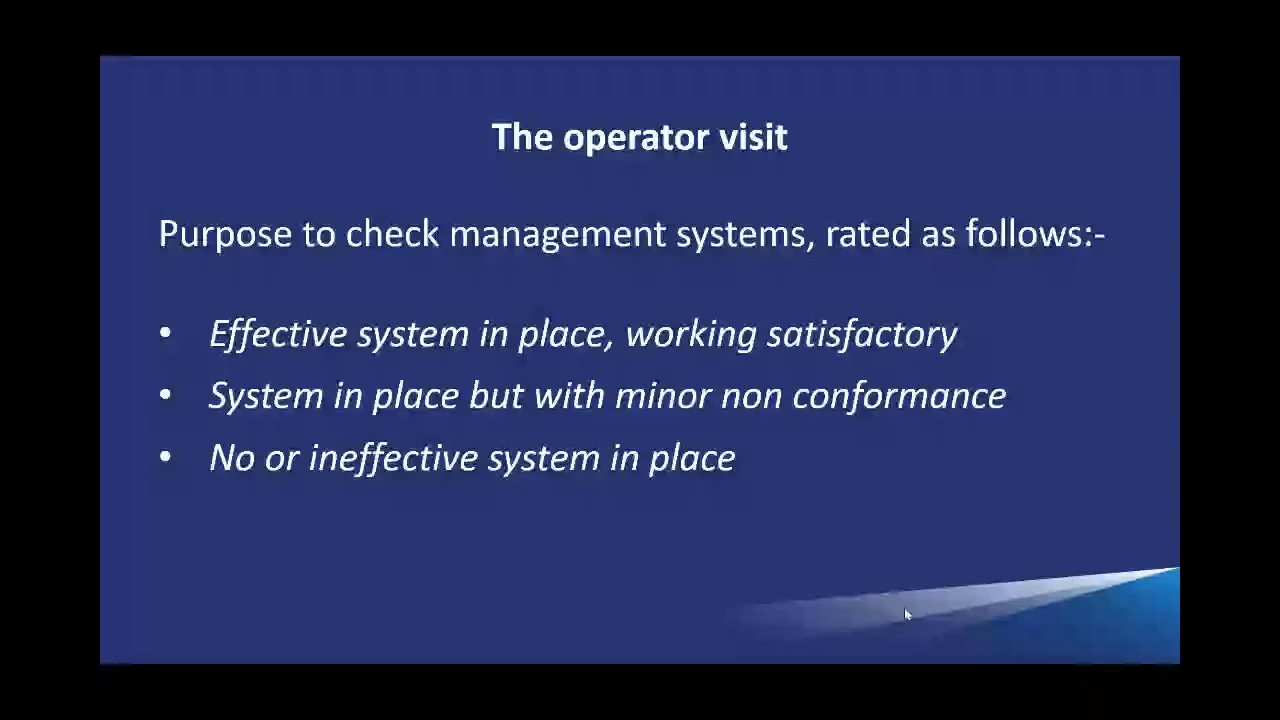 The operator visit
Purpose to check management systems, rated as follows:-
• Effective system in place, working satisfactory
• System in place but with minor non conformance
• No or ineffective system in place